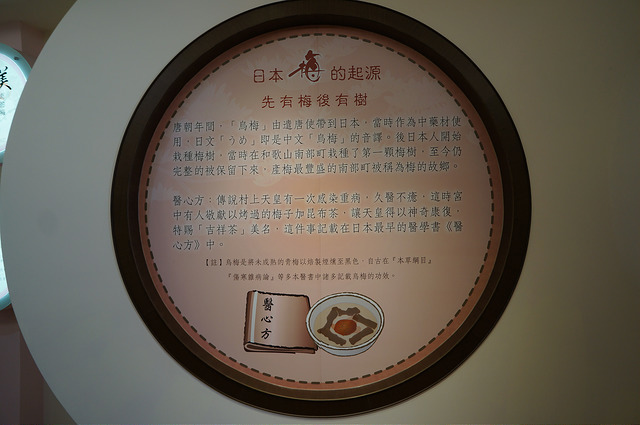 日本梅的起源
先有梅後有樹
唐朝年間，「烏梅」由遣唐使帶到日本，當時作為中藥材使
用，日文「うめ」即是中文「烏梅」的音譯。後日本人開始
栽種梅樹，當時在和歌山南部町栽種了第一顆梅樹，至今仍
完整的被保留下來，產梅最豐盛的南部町被稱為梅的故鄉。
醫心方：傳說村上天皇有一次感染重病，久醫不癒，這時宮
中有人敬獻以烤過的梅子加昆布茶，讓天皇得以神奇康復，
特賜「吉祥茶」美名，這件事記載在日本最早的醫學書《醫
心方》中。
【註】烏梅是將未成熟的青梅以焙製煙燻至黑色，自古在『本草綱目』
『傷寒雜病論』等多本醫書中諸多記載烏梅的功效。
醫心方
美